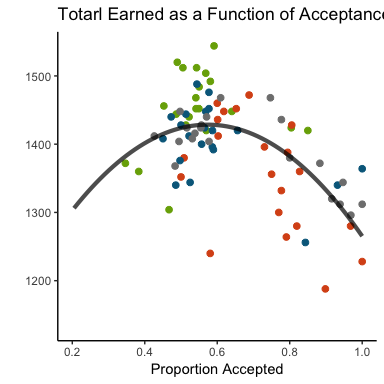 Totarl Earned as a Function of Acceptance
1500
1400
1300
1200
0.2 0.4 0.6 0.8 1.0
Proportion Accepted